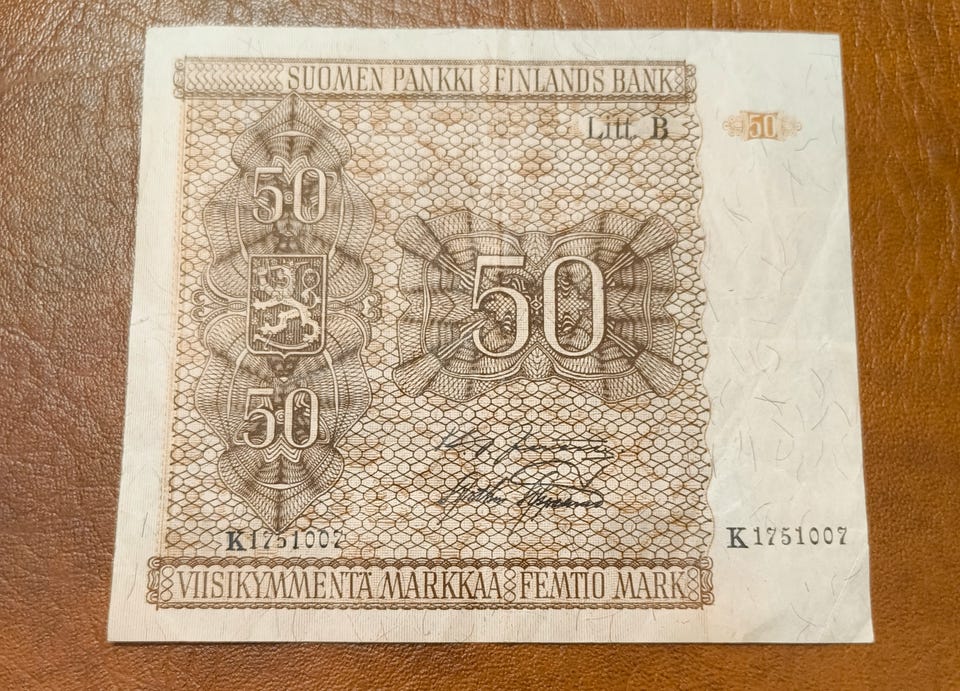 SUOMEN PANKKI FINLANDS BANK
Litt. B
50
50
50
50
K1751007
K1751007
VIISIKYMMENTÄ MARKKAA FEMTIO MARK